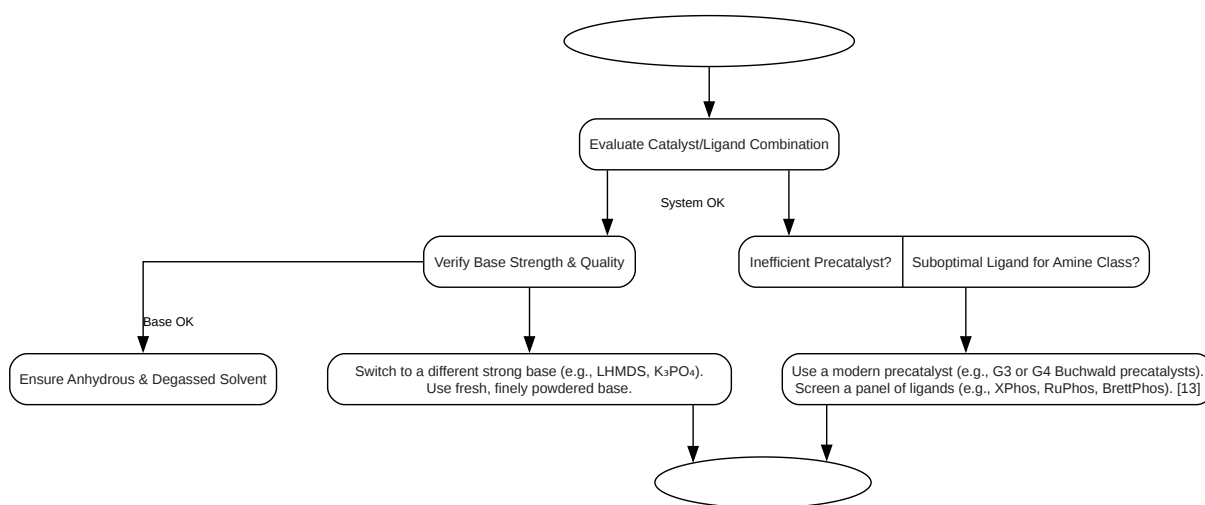 Evaluate Catalyst/Ligand Combination
System OK
Verify Base Strength & Quality
Inefficient Precatalyst?
Suboptimal Ligand for Amine Class?
Base OK
Ensure Anhydrous & Degassed Solvent
Switch to a different strong base (e.g., LHMDS, K₃PO₄).
Use fresh, finely powdered base.
Use a modern precatalyst (e.g., G3 or G4 Buchwald precatalysts).
Screen a panel of ligands (e.g., XPhos, RuPhos, BrettPhos). [13]